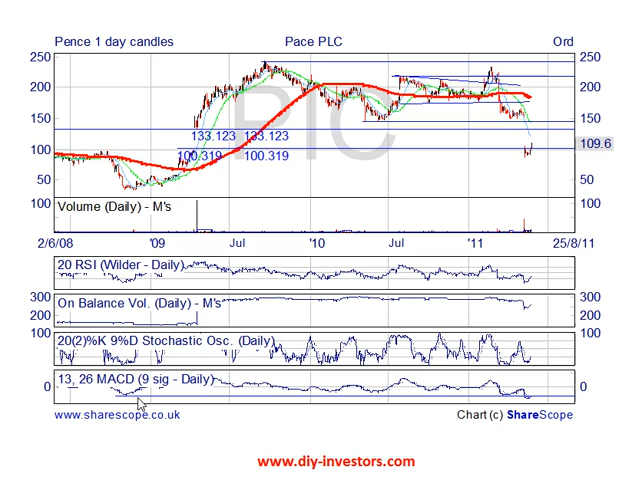 Pence 1 day candles Pace PLC Ord
250 250
200 200
PIC
150 150
133.123 133.123
109.6
100 100.319 100.319 100
50 50
100 Volume (Daily) - M's 100
2/6/08 '09 Jul '10 Jul '11 25/8/11
20 RSI (Wilder - Daily)
300 On Balance Vol. (Daily) - M's 300
100 20(2)%K 9%D Stochastic Osc. (Daily) 100
0 13, 26 MACD (9 sig - Daily) 0
www.sharescope.co.uk Chart (c) ShareScope
www.diy-investors.com